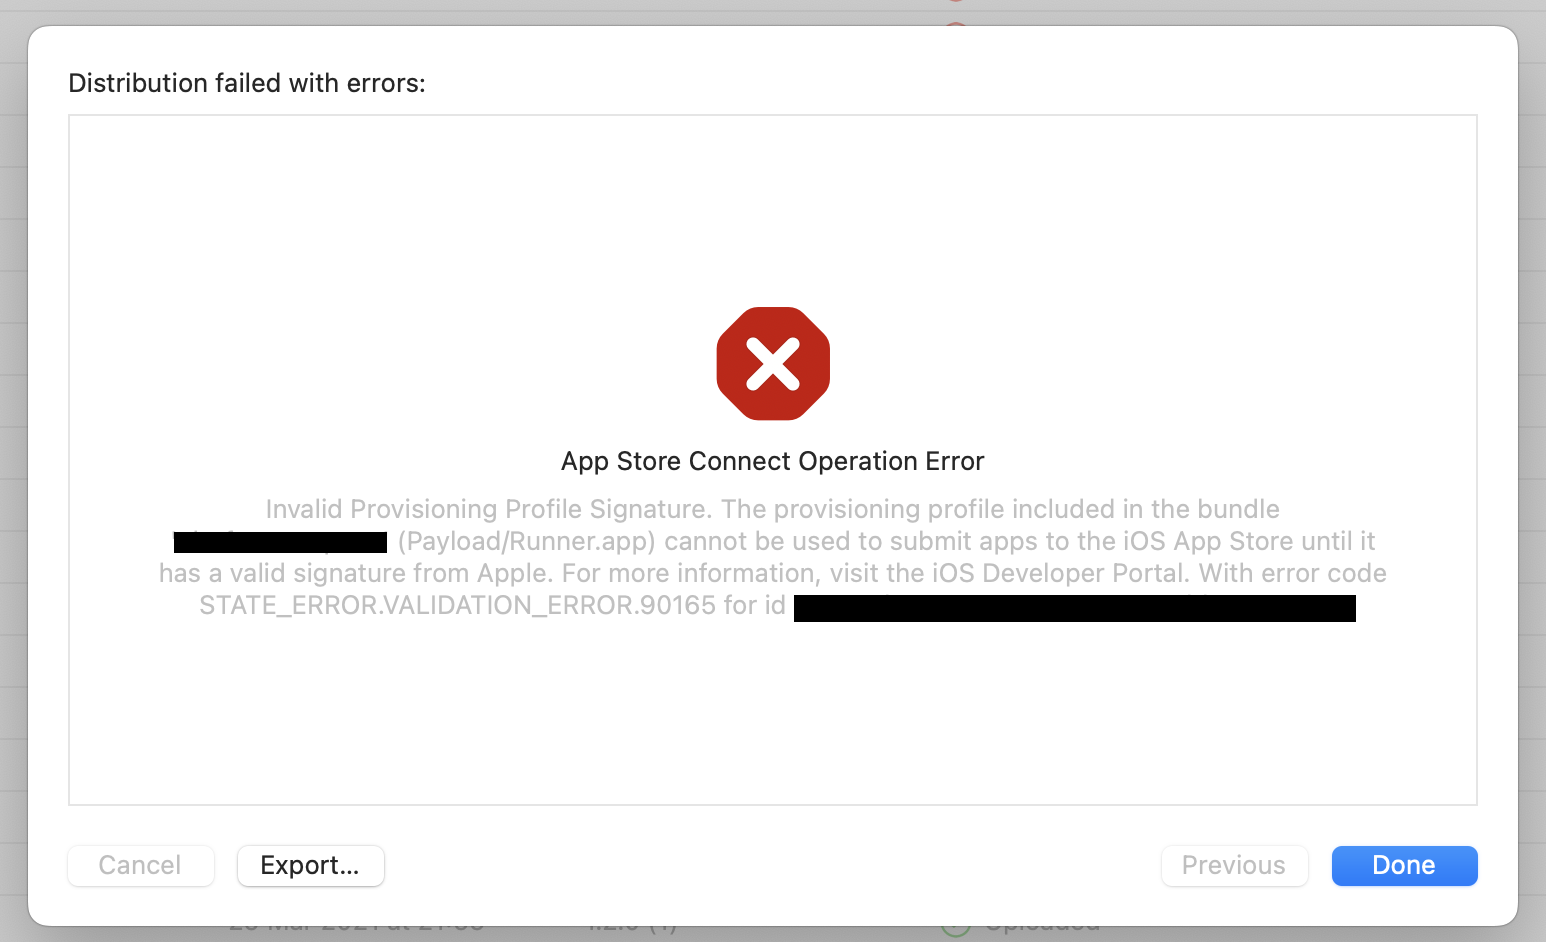 Distribution failed with errors:
App Store Connect Operation Error
Invalid Provisioning Profile Signature. The provisioning profile included in the bundle
(Payload/Runner.app) cannot be used to submit apps to the iOS App Store until it
has a valid signature from Apple. For more information, visit the iOS Developer Portal. With error code
STATE_ERROR.VALIDATION_ERROR.90165 for id
Cancel
Export...
Previous
Done